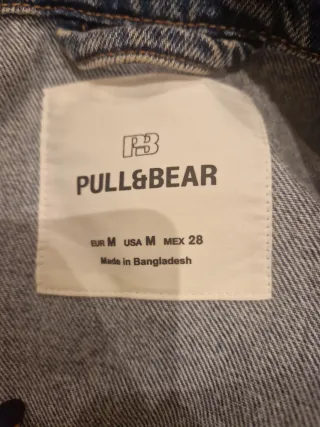 PB
PULL&BEAR
EUR M USA M MEX 28
Made in Bangladesh